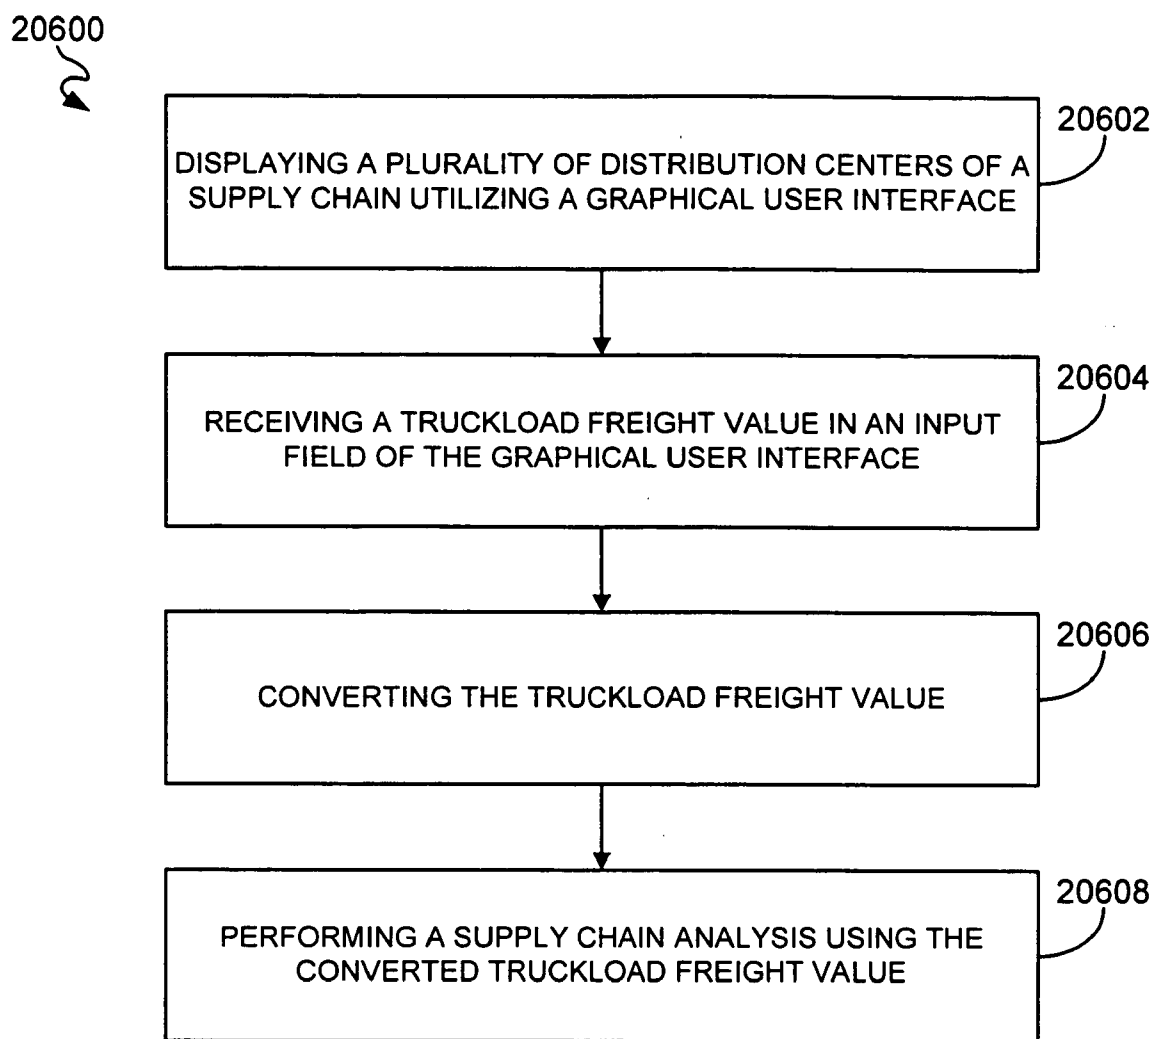 20600
20602
DISPLAYING A PLURALITY OF DISTRIBUTION CENTERS OF A
SUPPLY CHAIN UTILIZING A GRAPHICAL USER INTERFACE
20604
RECEIVING A TRUCKLOAD FREIGHT VALUE IN AN INPUT
FIELD OF THE GRAPHICAL USER INTERFACE
20606
CONVERTING THE TRUCKLOAD FREIGHT VALUE
20608
PERFORMING A SUPPLY CHAIN ANALYSIS USING THE
CONVERTED TRUCKLOAD FREIGHT VALUE